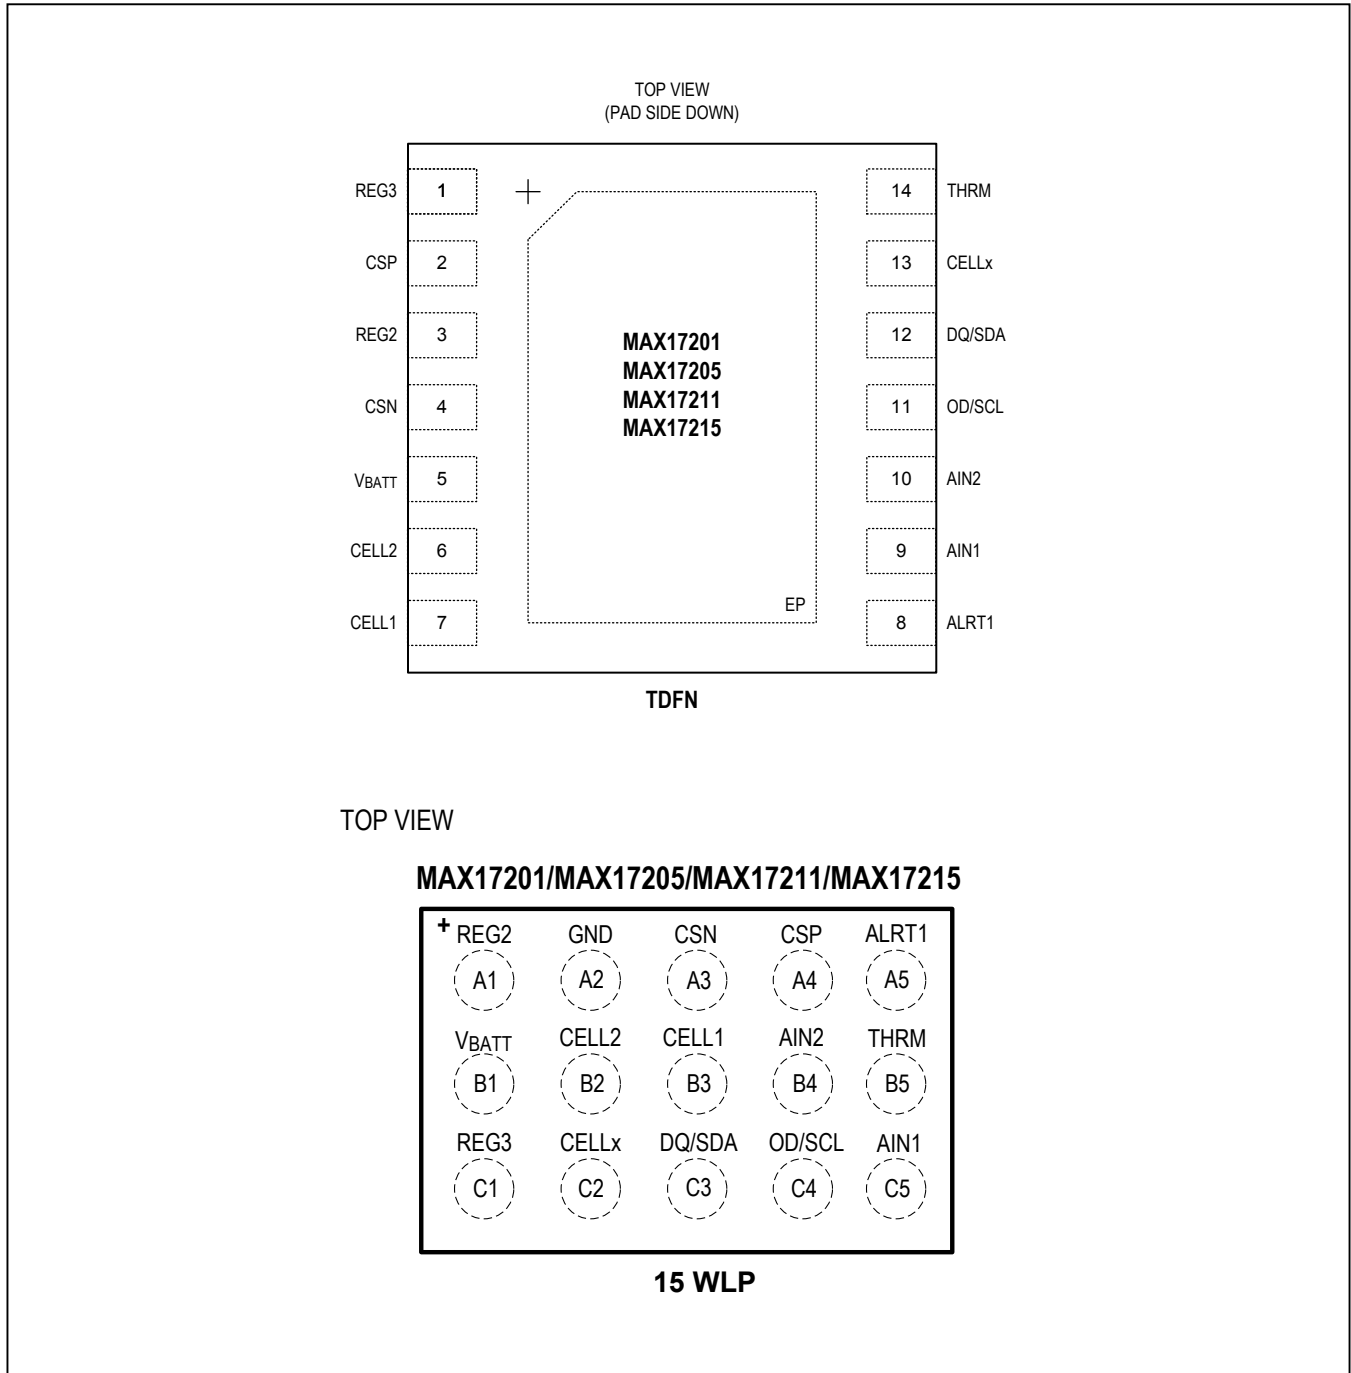 TOP VIEW
(PAD SIDE DOWN)
REG3 1 + 14 THRM
CSP 2 13 CELLx
REG2 3 12 DQ/SDA
MAX17201
MAX17205
MAX17211
MAX17215
CSN 4 11 OD/SCL
VBATT 5 10 AIN2
CELL2 6 9 AIN1
EP
CELL1 7 8 ALRT1
TDFN
TOP VIEW
MAX17201/MAX17205/MAX17211/MAX17215
+ REG2 GND CSN CSP ALRT1
A1 A2 A3 A4 A5
VBATT CELL2 CELL1 AIN2 THRM
B1 B2 B3 B4 B5
REG3 CELLx DQ/SDA OD/SCL AIN1
C1 C2 C3 C4 C5
15 WLP